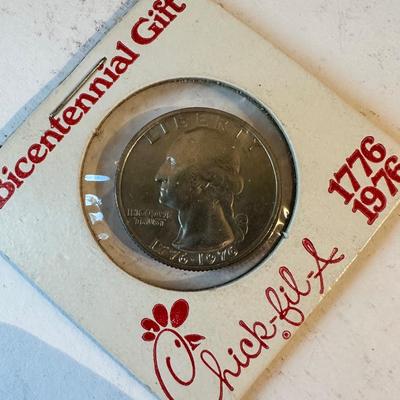 Bicentennial Gift
1776
1976
LIBERTY
IN GOD WE
TRUST
1776-1976
Chick-fil-A®